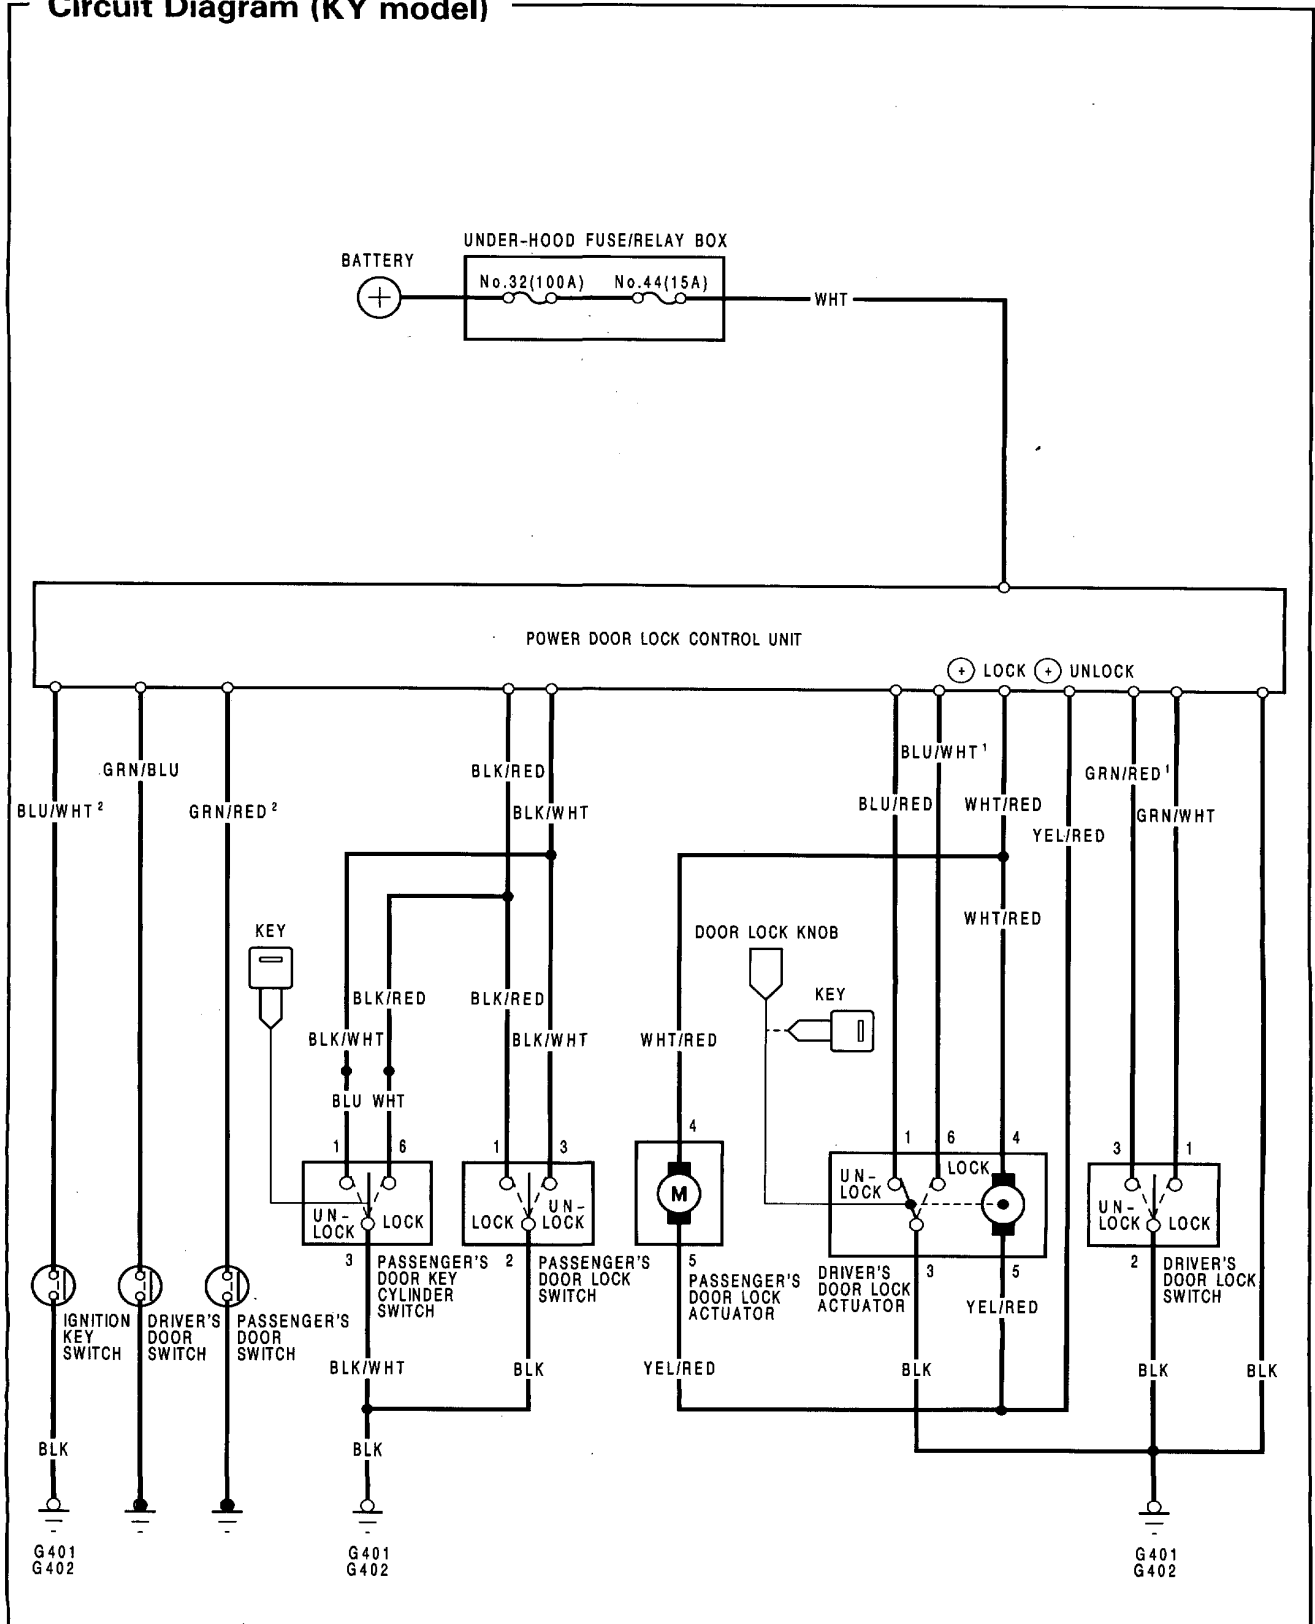 Circuit Diagram (KY model)
UNDER-HOOD FUSE/RELAY BOX
BATTERY
No.32(100A) No.44(15A)
+
WHT
POWER DOOR LOCK CONTROL UNIT
+ LOCK + UNLOCK
BLU/WHT¹
GRN/BLU
BLK/RED
GRN/RED¹
BLU/WHT²
GRN/RED²
BLK/WHT
BLU/RED
WHT/RED
GRN/WHT
YEL/RED
WHT/RED
KEY
DOOR LOCK KNOB
KEY
BLK/RED
BLK/RED
BLK/WHT
BLK/WHT
WHT/RED
BLU WHT
1 6
1 3
4
1 6 4
3 1
M
UN-
LOCK
LOCK
LOCK
UN-
LOCK
UN-
LOCK
LOCK
UN-
LOCK
LOCK
3
PASSENGER'S
DOOR KEY
CYLINDER
SWITCH
2
PASSENGER'S
DOOR LOCK
SWITCH
5
PASSENGER'S
DOOR LOCK
ACTUATOR
DRIVER'S
DOOR LOCK
ACTUATOR
3
5
2
DRIVER'S
DOOR LOCK
SWITCH
IGNITION
KEY
SWITCH
DRIVER'S
DOOR
SWITCH
PASSENGER'S
DOOR
SWITCH
YEL/RED
BLK/WHT
BLK
YEL/RED
BLK
BLK
BLK
BLK
BLK
G401
G402
G401
G402
G401
G402